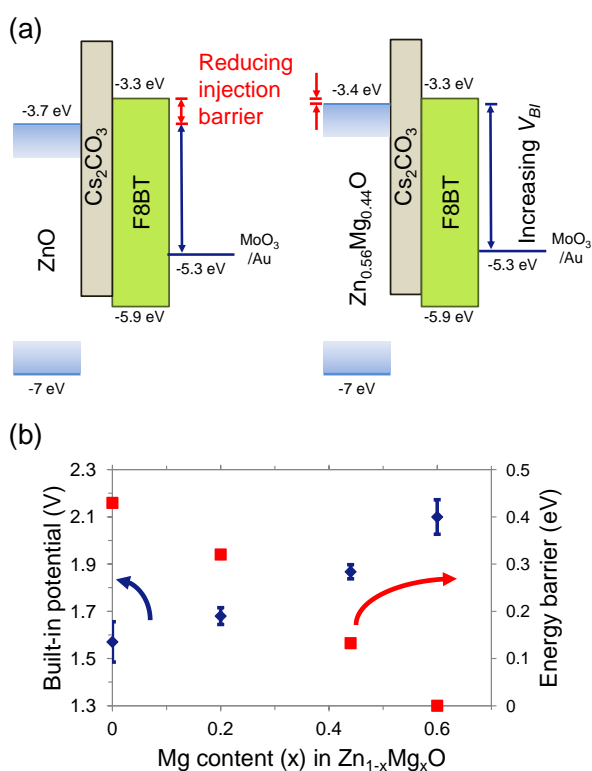 (a)
-3.7 eV
ZnO
-7 eV
Cs₂CO₃
-3.3 eV
F8BT
-5.9 eV
Reducing
injection
barrier
MoO₃
/Au
-5.3 eV
-3.4 eV
Zn₀.₅₆Mg₀.₄₄O
-7 eV
Cs₂CO₃
-3.3 eV
F8BT
-5.9 eV
Increasing V_BI
MoO₃
/Au
-5.3 eV
(b)
Built-in potential (V)
2.3
2.1
1.9
1.7
1.5
1.3
0.5
0.4
0.3
0.2
0.1
0
Energy barrier (eV)
0
0.2
0.4
0.6
Mg content (x) in Zn₁₋ₓMgₓO